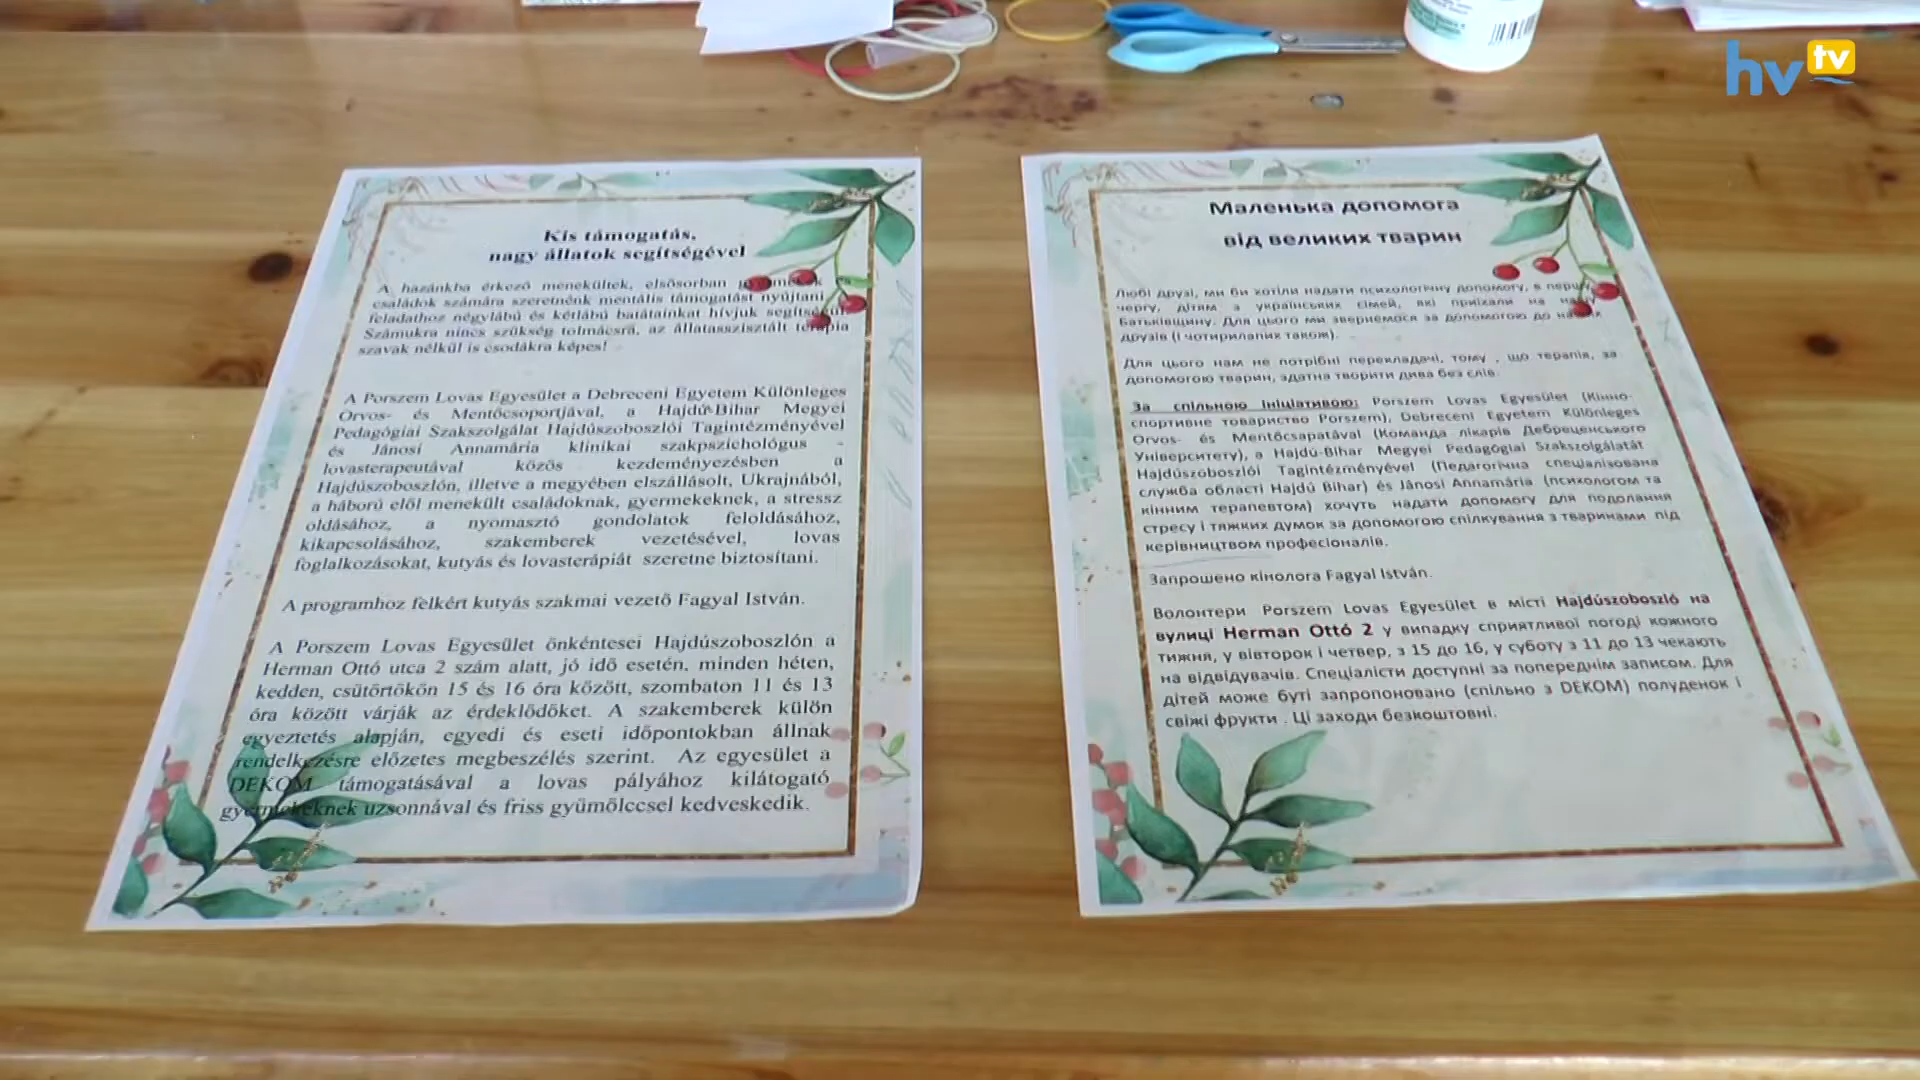 hv tv
Kis támogatás,
nagy állatok segítségével
A hazánkba érkező menekültek, elsősorban gyermekek és
családok számára szeretnénk mentális támogatást nyújtani
feladathoz négylábú és kétlábú barátainkat hívjuk segítségül
Számukra nincs szükség tolmácsra, az állatasszisztált terápia
szavak nélkül is csodákra képes!
A Porszem Lovas Egyesület a Debreceni Egyetem Különleges
Orvos- és Mentőcsoportjával, a Hajdú-Bihar Megyei
Pedagógiai Szakszolgálat Hajdúszoboszlói Tagintézményével
és Jánosi Annamária klinikai szakpszichológus -
lovasterapeutával közös kezdeményezésben a
Hajdúszoboszlón, illetve a megyében elszállásolt, Ukrajnából,
a háború elől menekült családoknak, gyermekeknek, a stressz
oldásához, a nyomasztó gondolatok feloldásához,
kikapcsolásához, szakemberek vezetésével, lovas
foglalkozásokat, kutyás és lovasterápiát szeretne biztosítani.
A programhoz felkért kutyás szakmai vezető Fagyal István.
A Porszem Lovas Egyesület önkéntesei Hajdúszoboszlón a
Herman Ottó utca 2 szám alatt, jó idő esetén, minden héten,
kedden, csütörtökön 15 és 16 óra között, szombaton 11 és 13
óra között várják az érdeklődőket. A szakemberek külön
egyeztetés alapján, egyedi és eseti időpontokban állnak
rendelkezésre előzetes megbeszélés szerint. Az egyesület a
DEKOM támogatásával a lovas pályához kilátogató
gyermekeknek uzsonnával és friss gyümölccsel kedveskedik.
Маленька допомога
від великих тварин
Любі друзі, ми би хотіли надати психологічну допомогу, в першу
чергу, дітям з українських сімей, які приїхали на нашу
Батьківщину. Для цього ми звернемося за допомогою до наших
друзів (і чотирилапих також).
Для цього нам не потрібні перекладачі, тому , що терапія, за
допомогою тварин, здатна творити дива без слів.
За спільною ініціативою: Porszem Lovas Egyesület (Кінно-
спортивне товариство Porszem), Debreceni Egyetem Különleges
Orvos- és Mentőcsapatával (Команда лікарів Дебреценського
Університету), a Hajdú-Bihar Megyei Pedagógiai Szakszolgálatát
Hajdúszoboszlói Tagintézményével (Педагогічна спеціалізована
служба області Hajdú Bihar) és Jánosi Annamária (психологом та
кінним терапевтом) хочуть надати допомогу для подолання
стресу і тяжких думок за допомогою спілкування з тваринами під
керівництвом професіоналів.
Запрошено кінолога Fagyal István.
Волонтери Porszem Lovas Egyesület в місті Hajdúszoboszló на
вулиці Herman Ottó 2 у випадку сприятливої погоді кожного
тижня, у вівторок і четвер, з 15 до 16, у суботу з 11 до 13 чекають
на відвідувачів. Спеціалісти доступні за попереднім записом. Для
дітей може буті запропоновано (спільно з DEKOM) полуденок і
свіжі фрукти . Ці заходи безкоштовні.